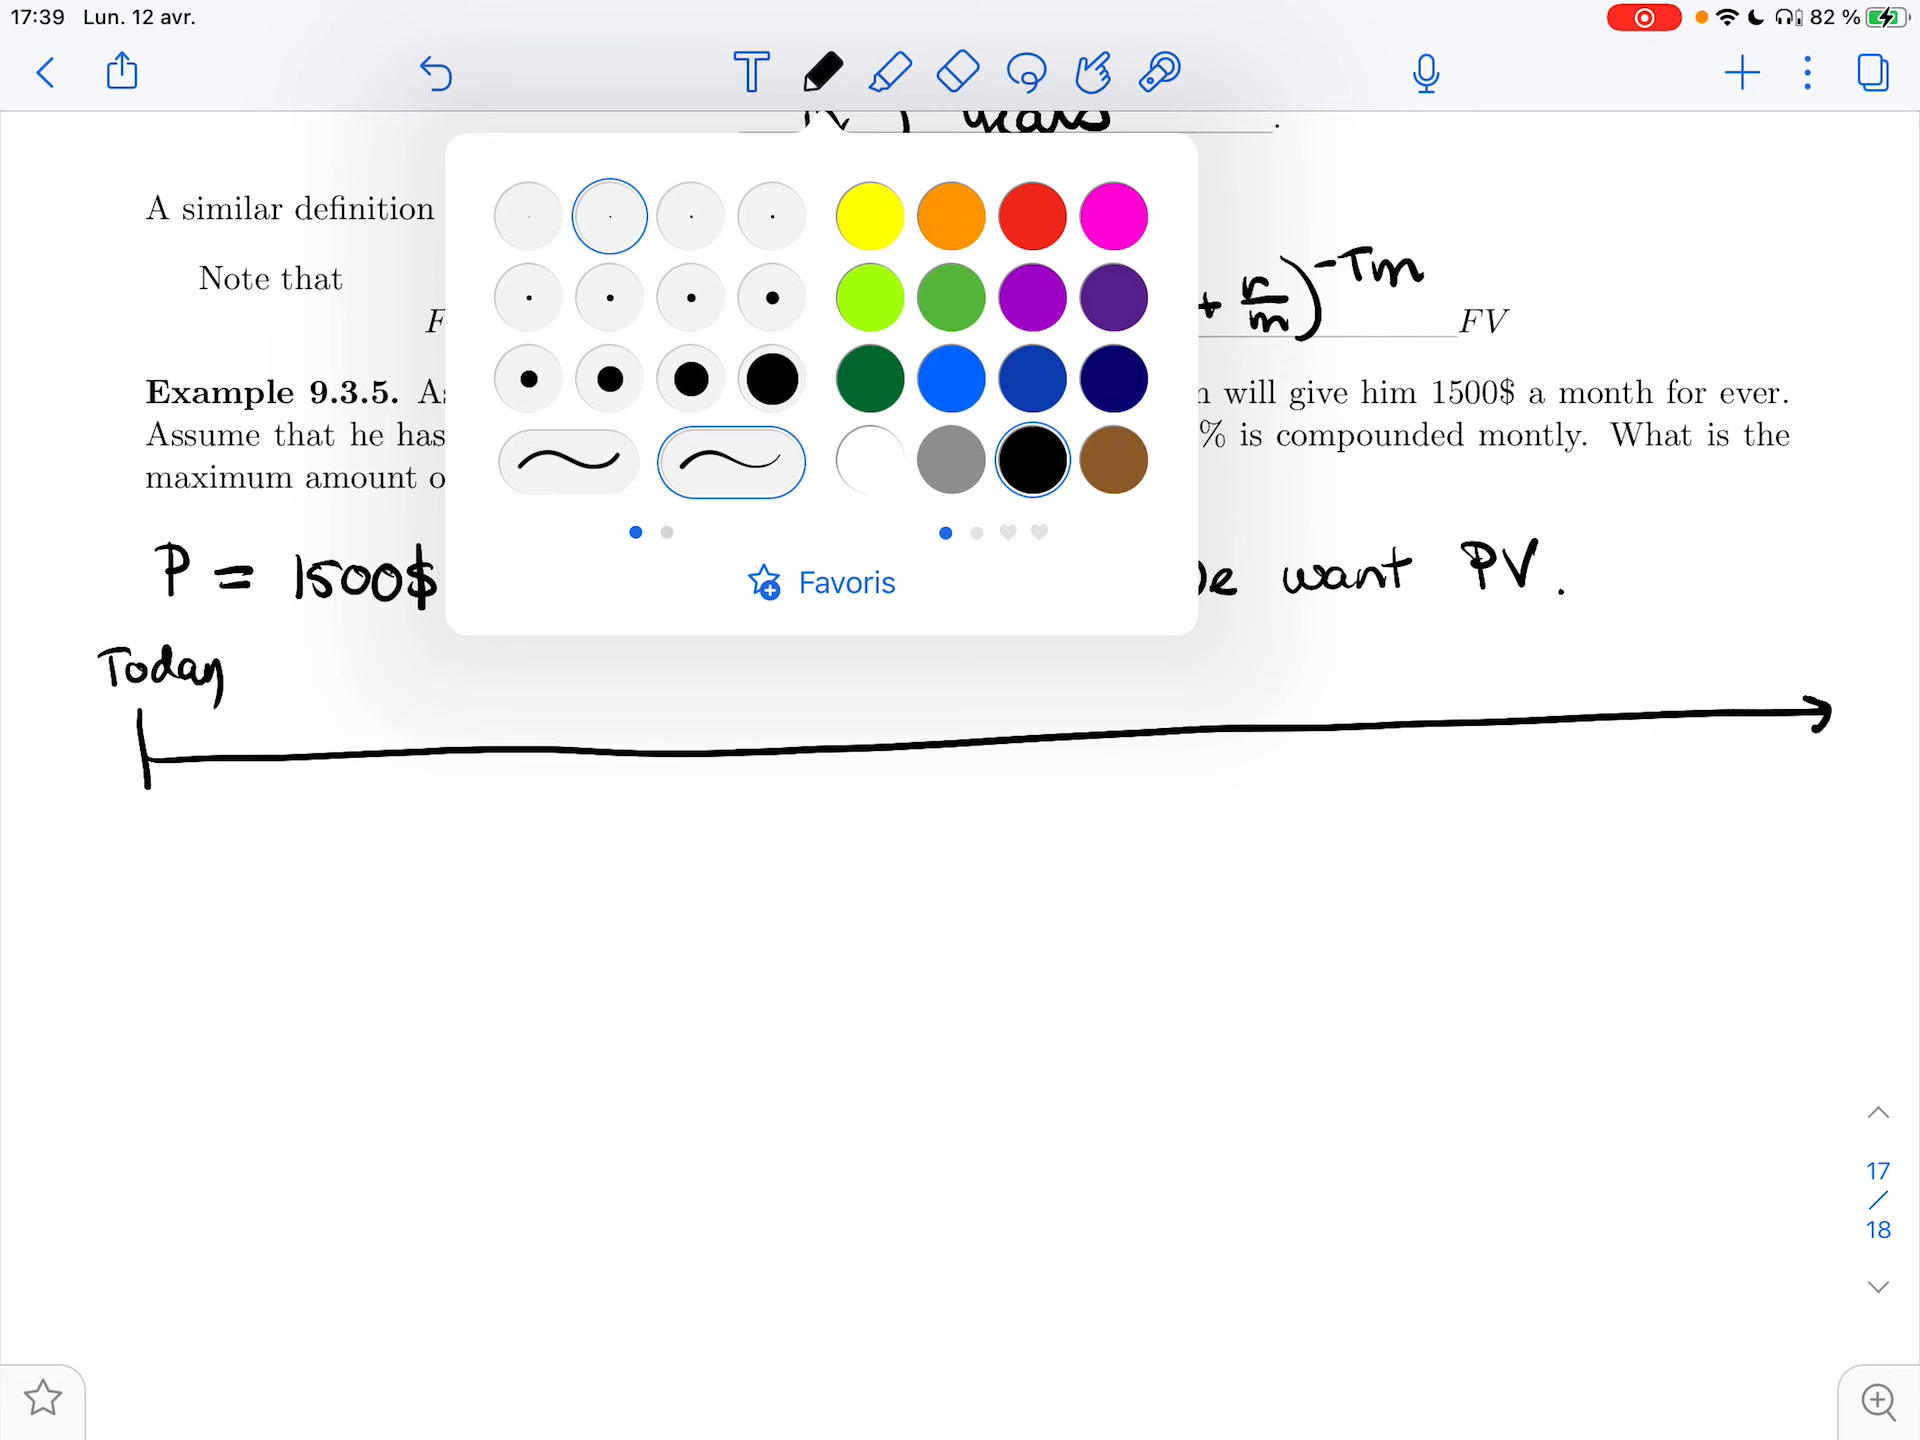 17:39 Lun. 12 avr. 82 %
T
A similar definition
Note that
F + r/m)^-Tm FV
Example 9.3.5. As will give him 1500$ a month for ever.
Assume that he has % is compounded montly. What is the
maximum amount o
P = 1500$ e want PV.
Favoris
Today
17
/
18